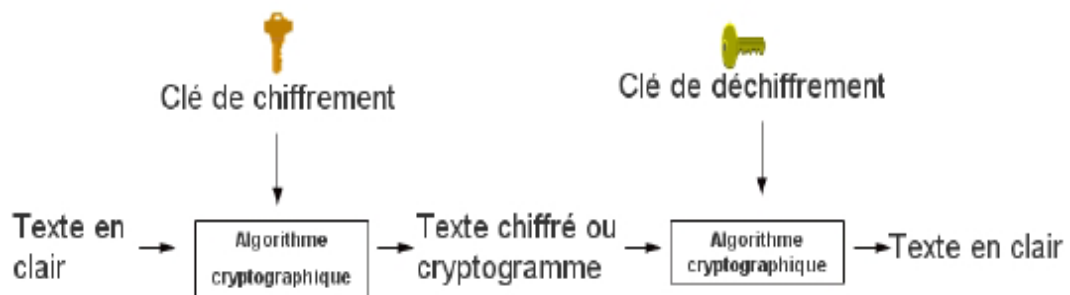 Clé de chiffrement
Clé de déchiffrement
Texte en
clair
Algorithme
cryptographique
Texte chiffré ou
cryptogramme
Algorithme
cryptographique
Texte en clair